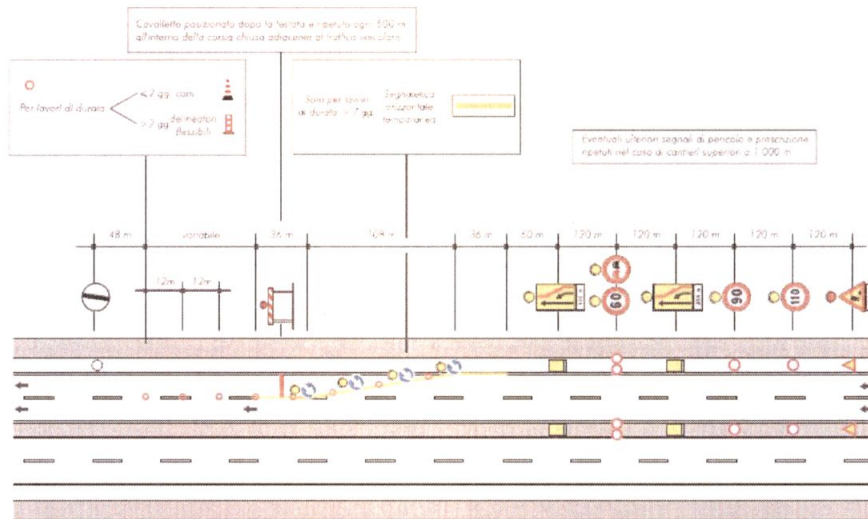 Cavalletto posizionato dopo la testata e ripetuto ogni 500 m
all'interno della corsia chiusa adiacente al traffico veicolare
Per lavori di durata
≤ 7 gg. coni
> 7 gg. delineatori
flessibili
Solo per lavori
di durata > 7 gg.
Segnaletica
orizzontale
temporanea
Eventuali ulteriori segnali di pericolo e prescrizione
ripetuti nel caso di cantieri superiori a 1.000 m
48 m
variabile
36 m
108 m
36 m
60 m
120 m
120 m
120 m
120 m
120 m
12m
12m
60
90
110